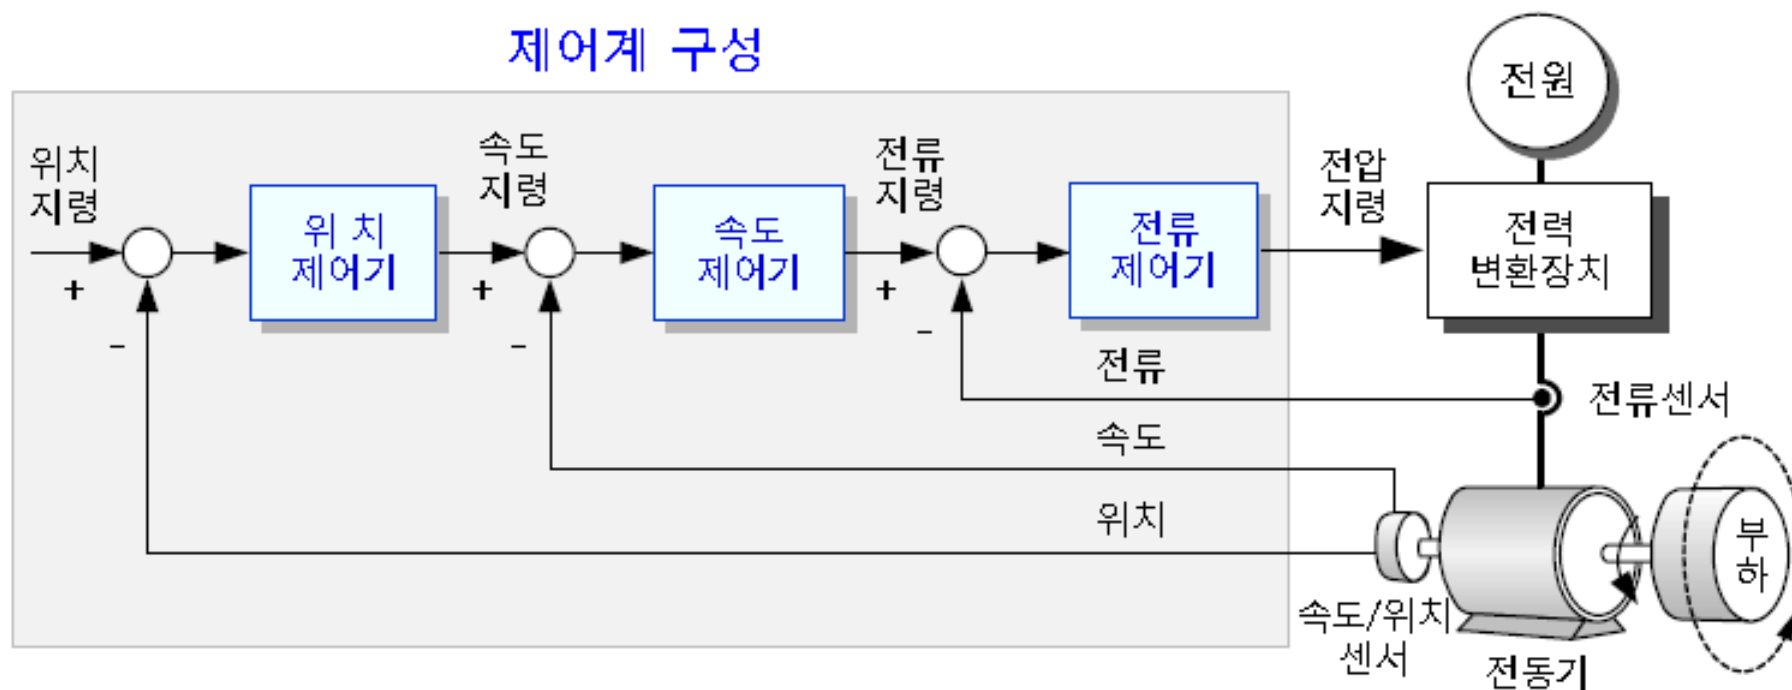 제어계 구성
전원
위치
지령
속도
지령
전류
지령
전압
지령
위 치
제어기
속도
제어기
전류
제어기
전력
변환장치
+
-
+
-
+
-
전류
전류센서
속도
위치
부
하
속도/위치
센서
전동기